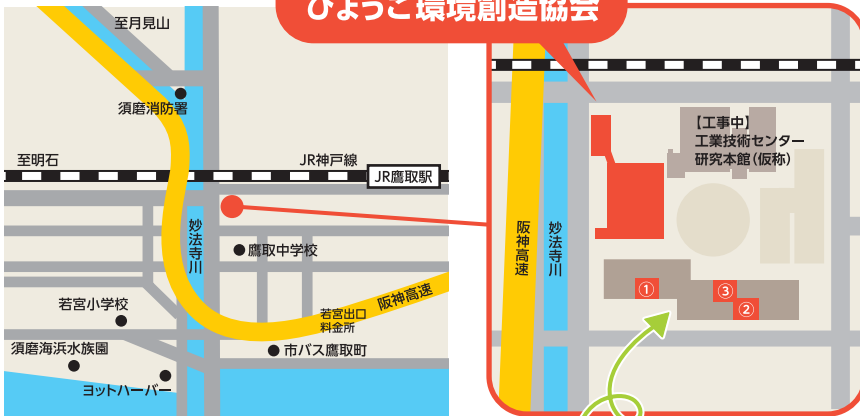 ひょうご環境創造協会
至月見山
須磨消防署
至明石
JR神戸線
JR鷹取駅
妙法寺川
鷹取中学校
阪神高速
若宮小学校
若宮出口
料金所
須磨海浜水族園
市バス鷹取町
ヨットハーバー
【工事中】
工業技術センター
研究本館(仮称)
阪神高速
妙法寺川
①
③
②